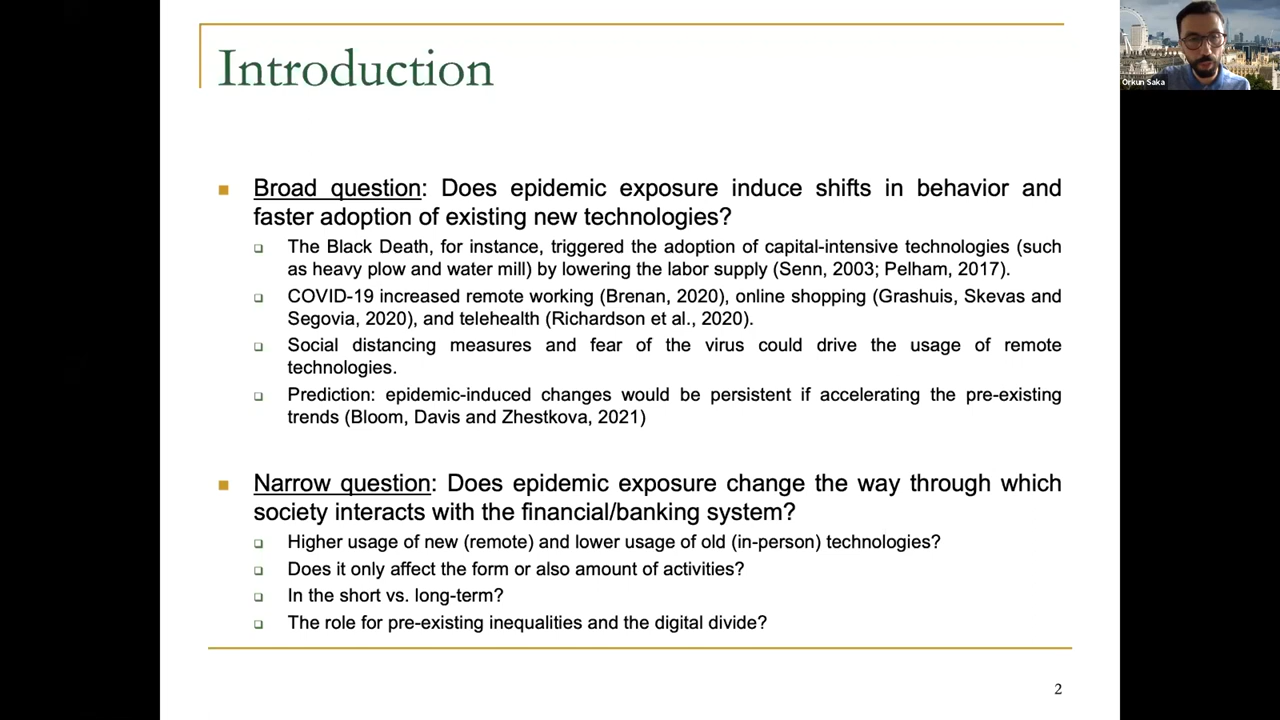 Introduction
Orkun Saka
Broad question: Does epidemic exposure induce shifts in behavior and
faster adoption of existing new technologies?
The Black Death, for instance, triggered the adoption of capital-intensive technologies (such
as heavy plow and water mill) by lowering the labor supply (Senn, 2003; Pelham, 2017).
COVID-19 increased remote working (Brenan, 2020), online shopping (Grashuis, Skevas and
Segovia, 2020), and telehealth (Richardson et al., 2020).
Social distancing measures and fear of the virus could drive the usage of remote
technologies.
Prediction: epidemic-induced changes would be persistent if accelerating the pre-existing
trends (Bloom, Davis and Zhestkova, 2021)
Narrow question: Does epidemic exposure change the way through which
society interacts with the financial/banking system?
Higher usage of new (remote) and lower usage of old (in-person) technologies?
Does it only affect the form or also amount of activities?
In the short vs. long-term?
The role for pre-existing inequalities and the digital divide?
2